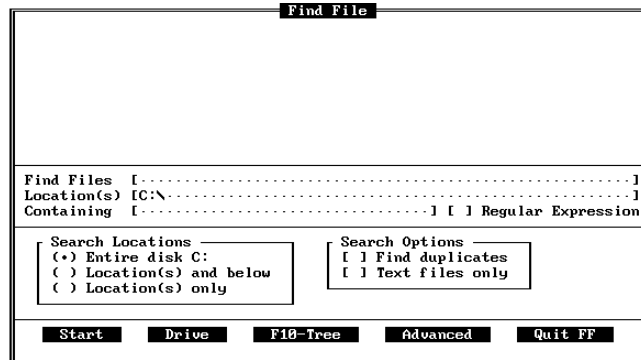 Find File
Find Files [··································································]
Location(s) [C:\·······························································]
Containing [·······································] [ ] Regular Expression
Search Locations
(•) Entire disk C:
( ) Location(s) and below
( ) Location(s) only
Search Options
[ ] Find duplicates
[ ] Text files only
Start Drive F10-Tree Advanced Quit FF